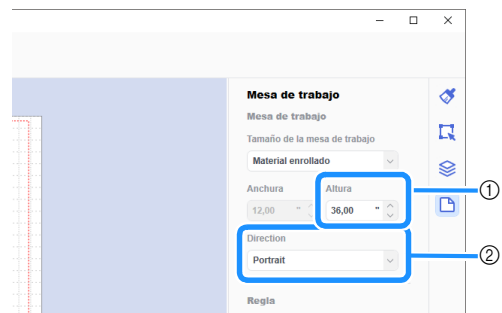 Mesa de trabajo
Mesa de trabajo
Tamaño de la mesa de trabajo
Material enrollado
Anchura Altura
12,00 " 36,00 "
Direction
Portrait
Regla
①
②